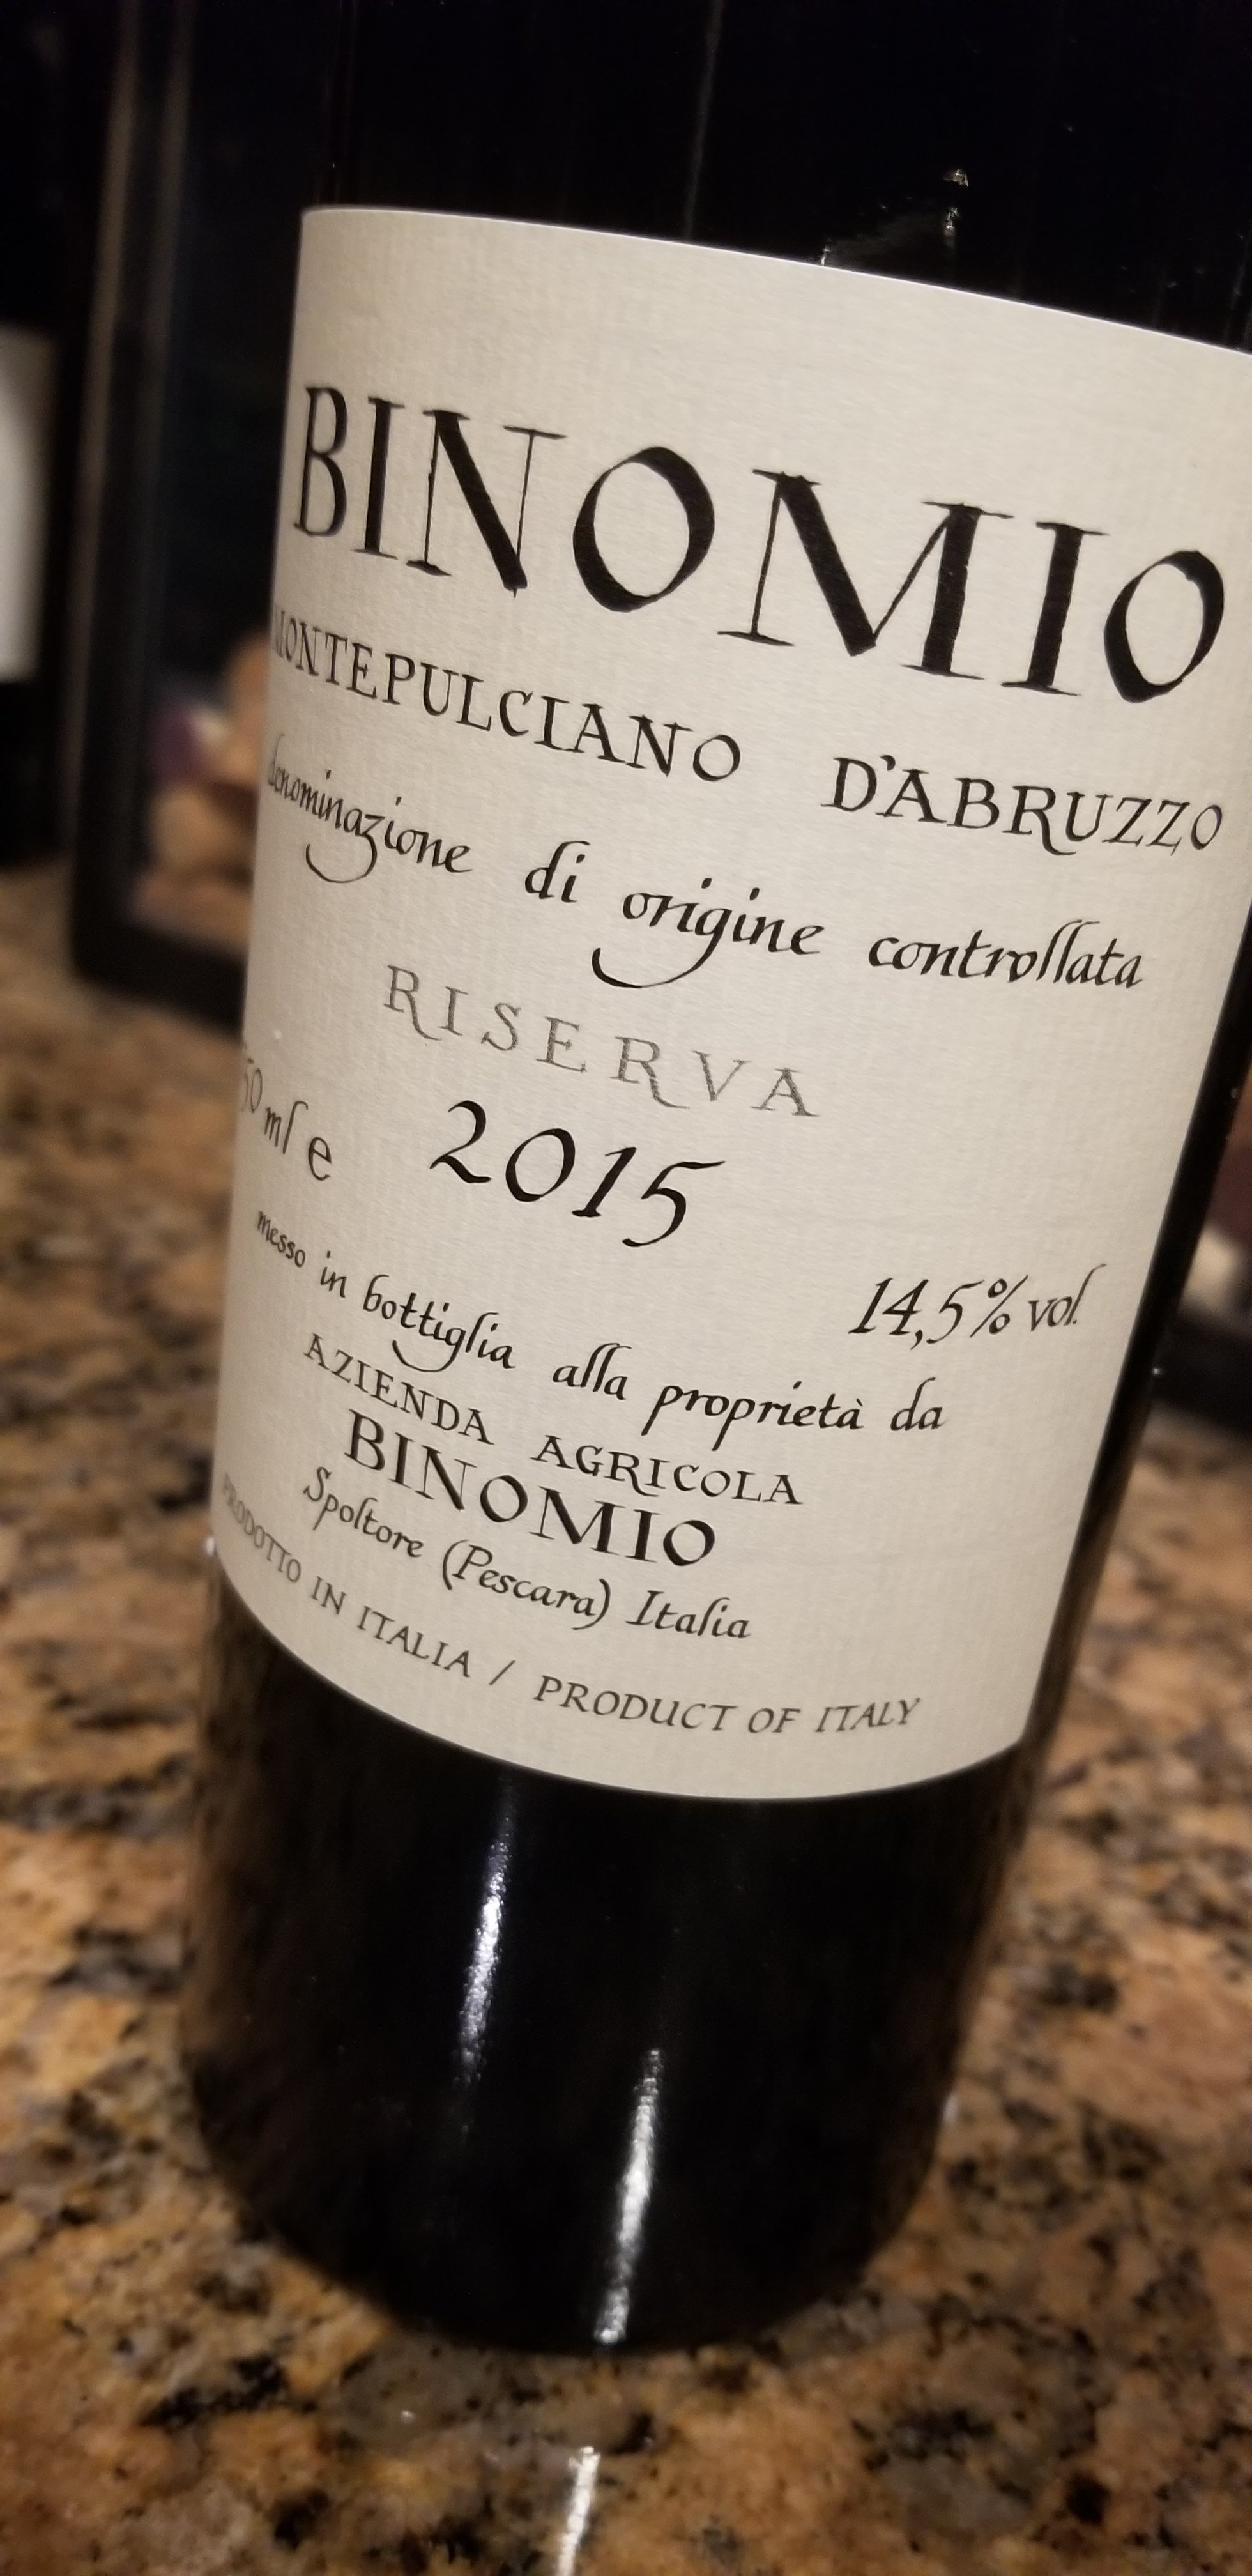 BINOMIO
MONTEPULCIANO D'ABRUZZO
denominazione di origine controllata
RISERVA
50 ml e 2015
14,5% vol.
messo in bottiglia alla proprietà da
AZIENDA AGRICOLA
BINOMIO
Spoltore (Pescara) Italia
PRODOTTO IN ITALIA / PRODUCT OF ITALY